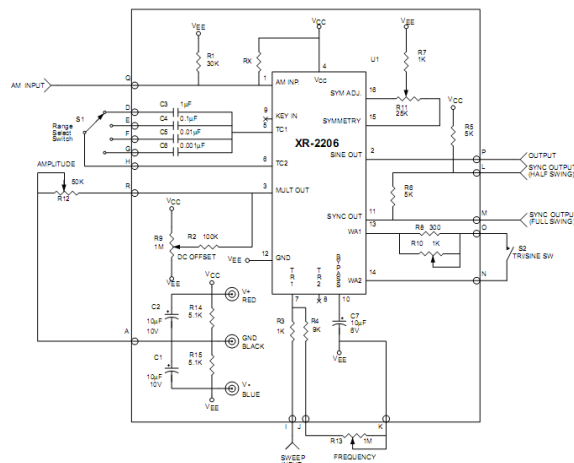 VEE
VCC
VEE
R1
30K
RX
4
VCC
U1
R7
1K
AM INPUT
Q
1
AM INP.
SYM ADJ.
16
R11
25K
VCC
D
C3
1µF
9
KEY IN
SYMMETRY
15
S1
E
C4
0.1µF
5
TC1
R5
5K
Range
Select
Switch
F
C5
0.01µF
XR-2206
G
C6
0.001µF
SINE OUT
2
P
OUTPUT
H
6
TC2
L
SYNC OUTPUT
(HALF SWING)
AMPLITUDE
50K
R12
R
3
MULT OUT
R6
5K
VCC
SYNC OUT
11
M
SYNC OUTPUT
(FULL SWING)
R9
1M
R2
100K
WA1
13
R8
300
O
DC OFFSET
VEE
12
GND
R10
1K
S2
TRI/SINE SW
VEE
VCC
TR1
TR2
BYPASS
WA2
14
N
C2
10µF
10V
R14
5.1K
V+
RED
7
8
10
R3
1K
R4
9K
C7
10µF
6V
A
GND
BLACK
VEE
C1
10µF
10V
R15
5.1K
V+
BLUE
VEE
I
J
K
R13
1M
SWEEP
FREQUENCY